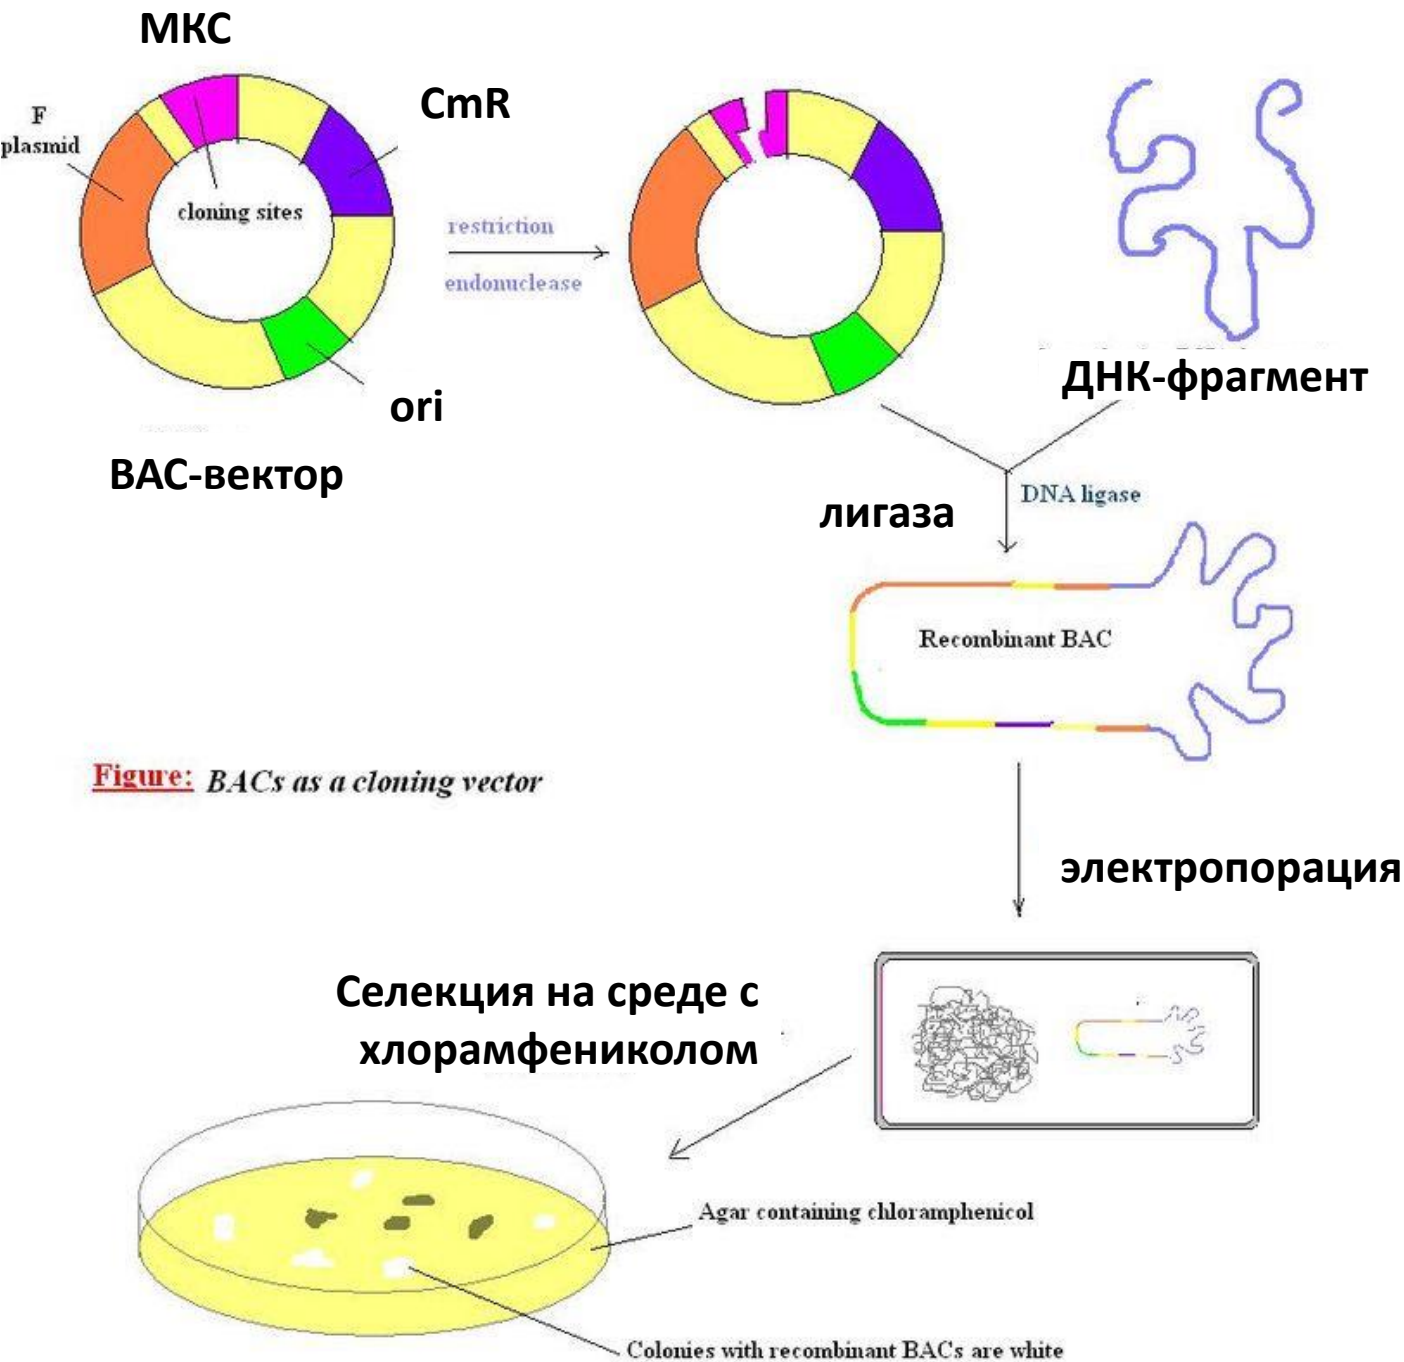 МКС
F
plasmid
CmR
cloning sites
restriction
endonuclease
ori
ВАС-вектор
ДНК-фрагмент
лигаза
DNA ligase
Recombinant BAC
Figure: BACs as a cloning vector
электропорация
Селекция на среде с
хлорамфениколом
Agar containing chloramphenicol
Colonies with recombinant BACs are white